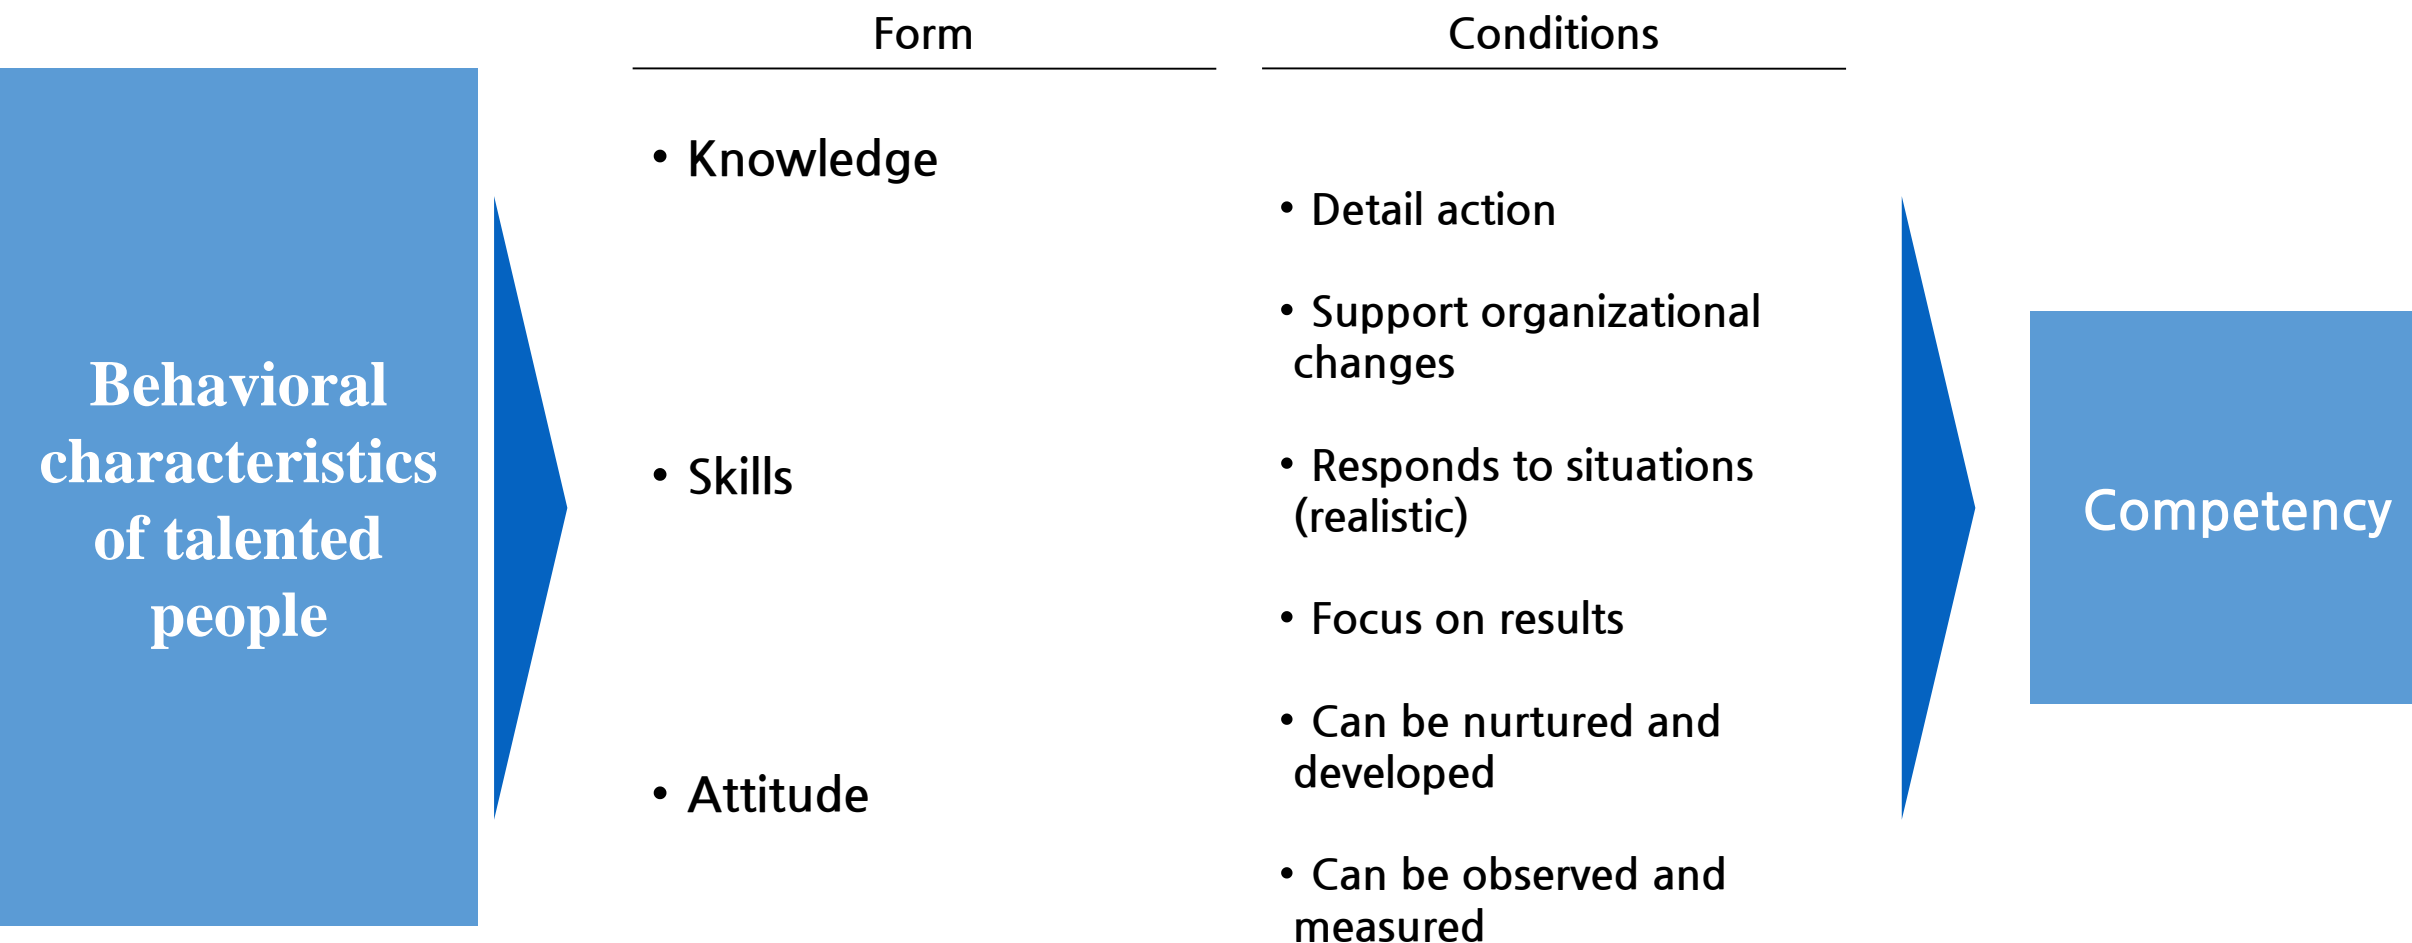 Behavioral
characteristics
of talented
people
Form
• Knowledge
• Skills
• Attitude
Conditions
• Detail action
• Support organizational
changes
• Responds to situations
(realistic)
• Focus on results
• Can be nurtured and
developed
• Can be observed and
measured
Competency